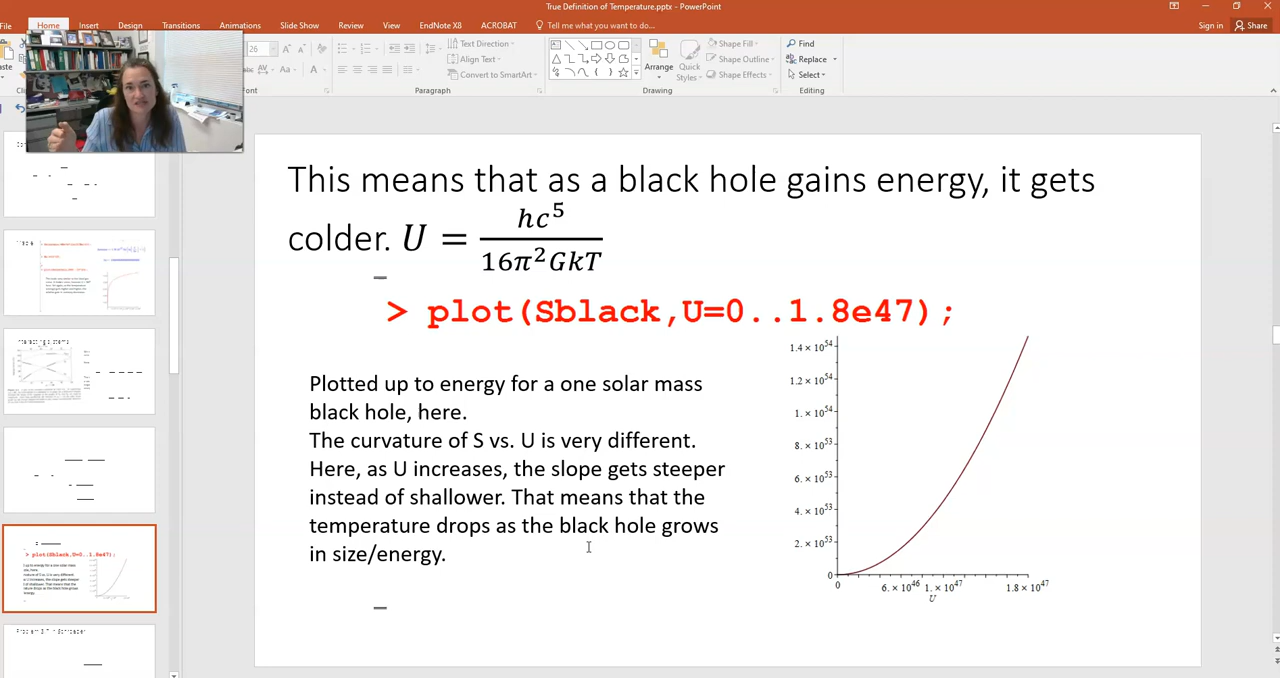 True Definition of Temperature.pptx - PowerPoint
File Home Insert Design Transitions Animations Slide Show Review View EndNote X8 ACROBAT Tell me what you want to do... Sign in Share
26 Text Direction Shape Fill Find
Align Text Shape Outline Replace
Aa A Convert to SmartArt Arrange Quick Styles Shape Effects Select
Paragraph Drawing Editing
This means that as a black hole gains energy, it gets
colder. U = hc⁵ / 16π²GkT
> plot(Sblack,U=0..1.8e47);
Plotted up to energy for a one solar mass
black hole, here.
The curvature of S vs. U is very different.
Here, as U increases, the slope gets steeper
instead of shallower. That means that the
temperature drops as the black hole grows
in size/energy.
1.4 × 10⁵⁴
1.2 × 10⁵⁴
1. × 10⁵⁴
8. × 10⁵³
6. × 10⁵³
4. × 10⁵³
2. × 10⁵³
0
0 6. × 10⁴⁶ 1. × 10⁴⁷ 1.8 × 10⁴⁷
U
> plot(Sblack,U=0..1.8e47);